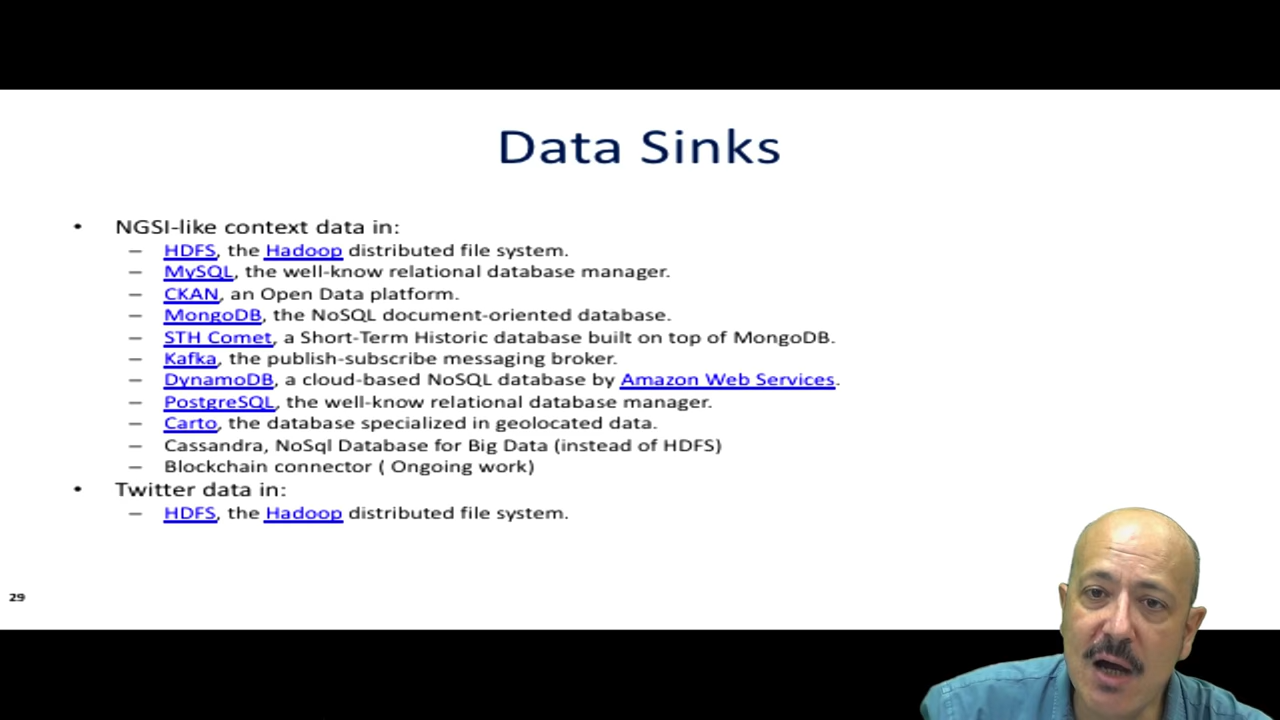 Data Sinks
• NGSI-like context data in:
– HDFS, the Hadoop distributed file system.
– MySQL, the well-know relational database manager.
– CKAN, an Open Data platform.
– MongoDB, the NoSQL document-oriented database.
– STH Comet, a Short-Term Historic database built on top of MongoDB.
– Kafka, the publish-subscribe messaging broker.
– DynamoDB, a cloud-based NoSQL database by Amazon Web Services.
– PostgreSQL, the well-know relational database manager.
– Carto, the database specialized in geolocated data.
– Cassandra, NoSql Database for Big Data (instead of HDFS)
– Blockchain connector ( Ongoing work)
• Twitter data in:
– HDFS, the Hadoop distributed file system.
29